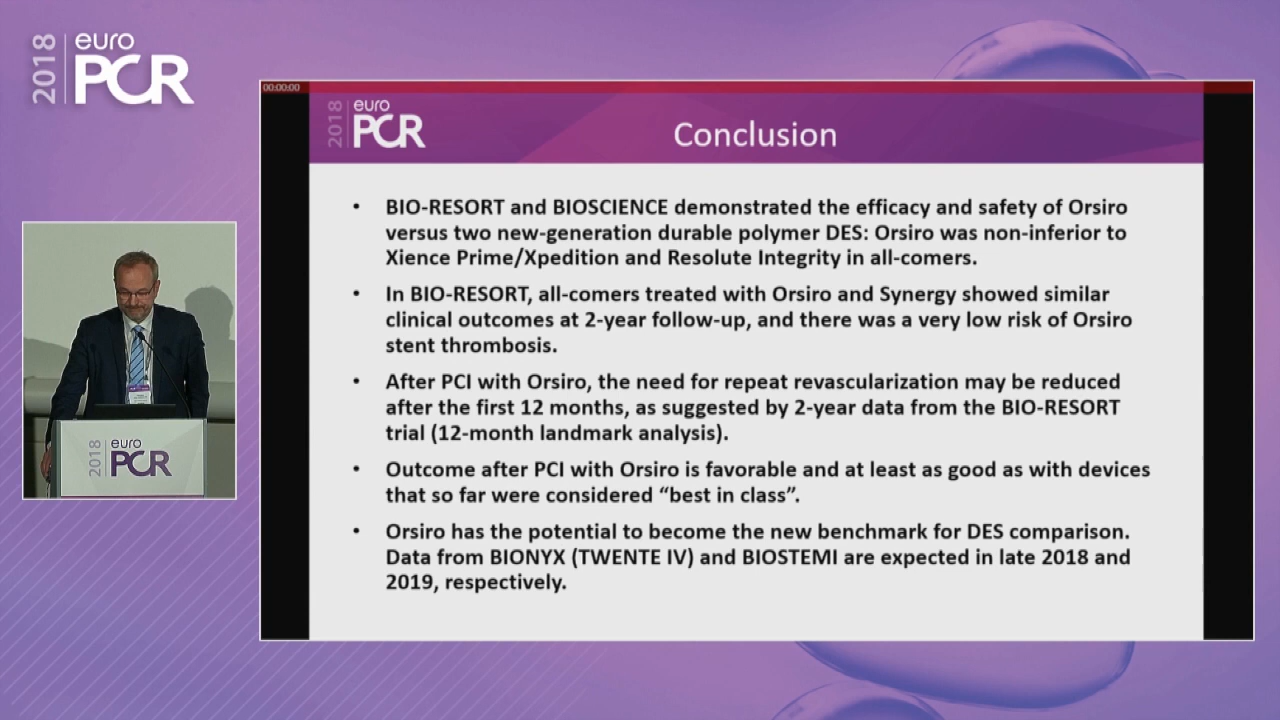 2018
euro
PCR
00:00:00
2018
euro
PCR
Conclusion
• BIO-RESORT and BIOSCIENCE demonstrated the efficacy and safety of Orsiro
versus two new-generation durable polymer DES: Orsiro was non-inferior to
Xience Prime/Xpedition and Resolute Integrity in all-comers.
• In BIO-RESORT, all-comers treated with Orsiro and Synergy showed similar
clinical outcomes at 2-year follow-up, and there was a very low risk of Orsiro
stent thrombosis.
• After PCI with Orsiro, the need for repeat revascularization may be reduced
after the first 12 months, as suggested by 2-year data from the BIO-RESORT
trial (12-month landmark analysis).
• Outcome after PCI with Orsiro is favorable and at least as good as with devices
that so far were considered “best in class”.
• Orsiro has the potential to become the new benchmark for DES comparison.
Data from BIONYX (TWENTE IV) and BIOSTEMI are expected in late 2018 and
2019, respectively.
2018
euro
PCR